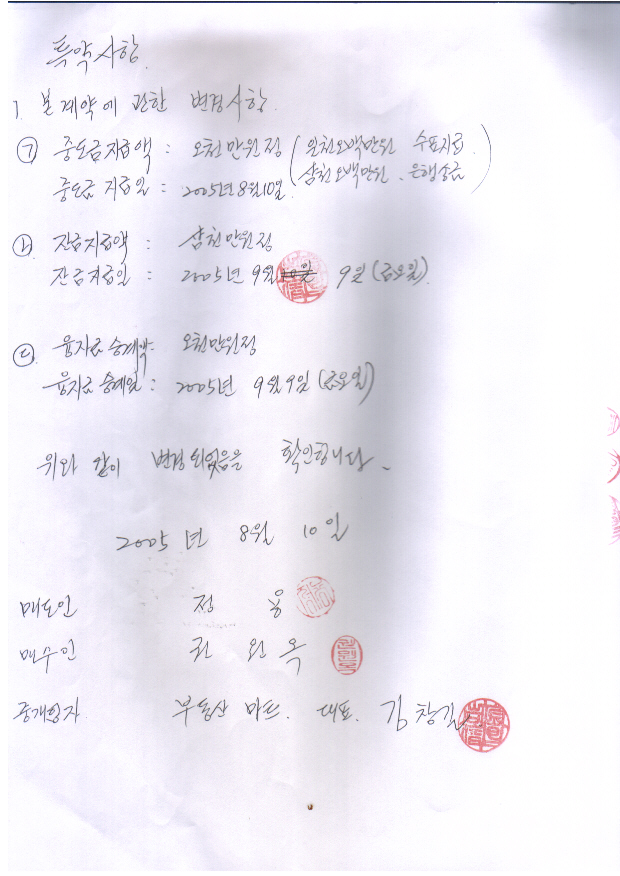 특약사항.
1. 본 계약에 관한 변경사항.
㉠ 중도금지급액 : 오천만원정 (일천오백만원 수표지급.
삼천오백만원. 은행송금)
중도금 지급일 : 2005년 8월 10일.
㉡ 잔금지급액 : 삼천만원정
잔금지급일 : 2005년 9월 9일 (금요일).
㉢ 융자금 승계액: 오천만원정
융자금 승계일 : 2005년 9월 9일 (금요일)
위와 같이 변경되었음을 확인합니다.
2005년 8월 10일
매도인 정 웅
매수인 권 원 옥
중개업자 부동산 마트. 대표. 김창길